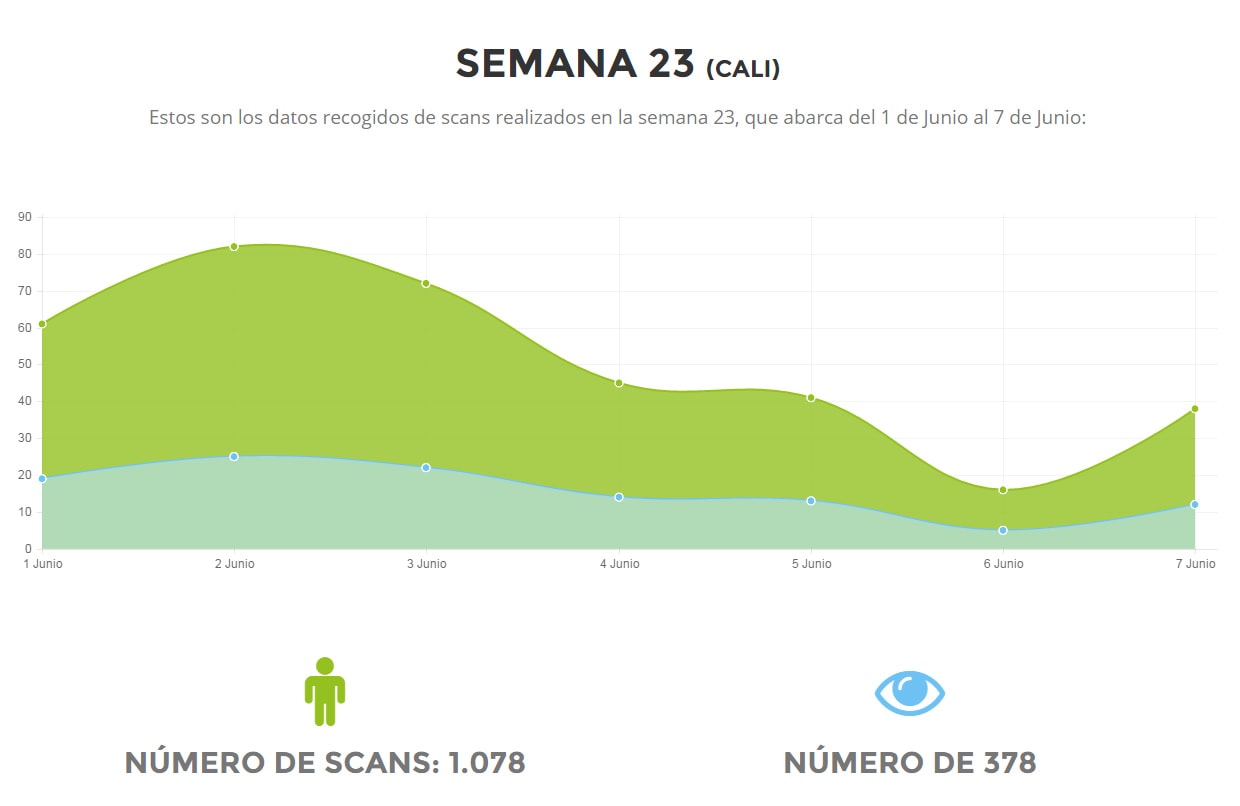 SEMANA 23 (CALI)
Estos son los datos recogidos de scans realizados en la semana 23, que abarca del 1 de Junio al 7 de Junio:
90
80
70
60
50
40
30
20
10
0
1 Junio 2 Junio 3 Junio 4 Junio 5 Junio 6 Junio 7 Junio
NÚMERO DE SCANS: 1.078 NÚMERO DE 378